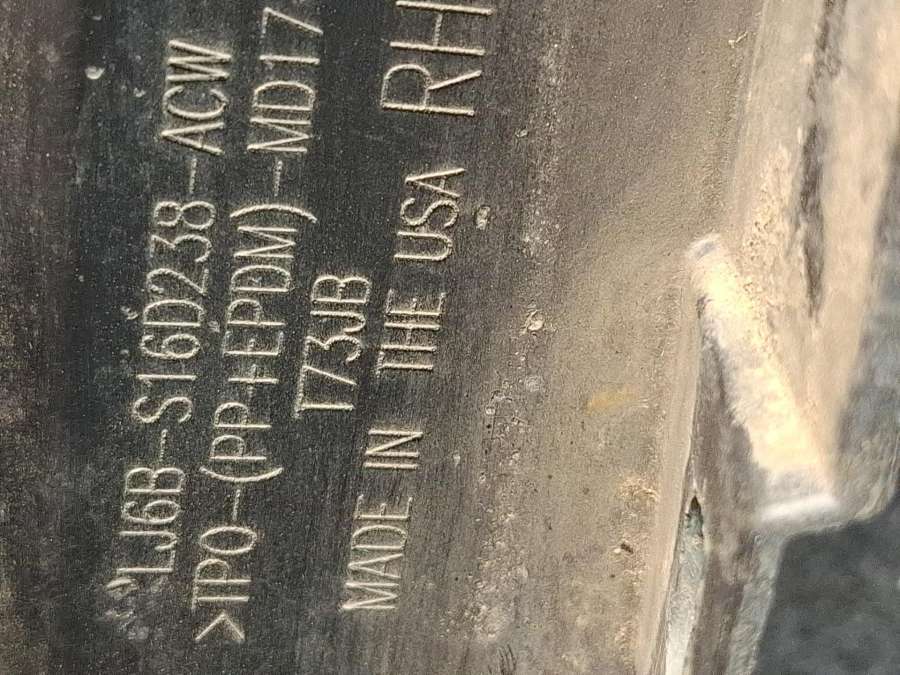 LJ6B-S16D238-ACW
>TPO-(PP+EPDM)-MD17
T73JB
MADE IN THE USA RH